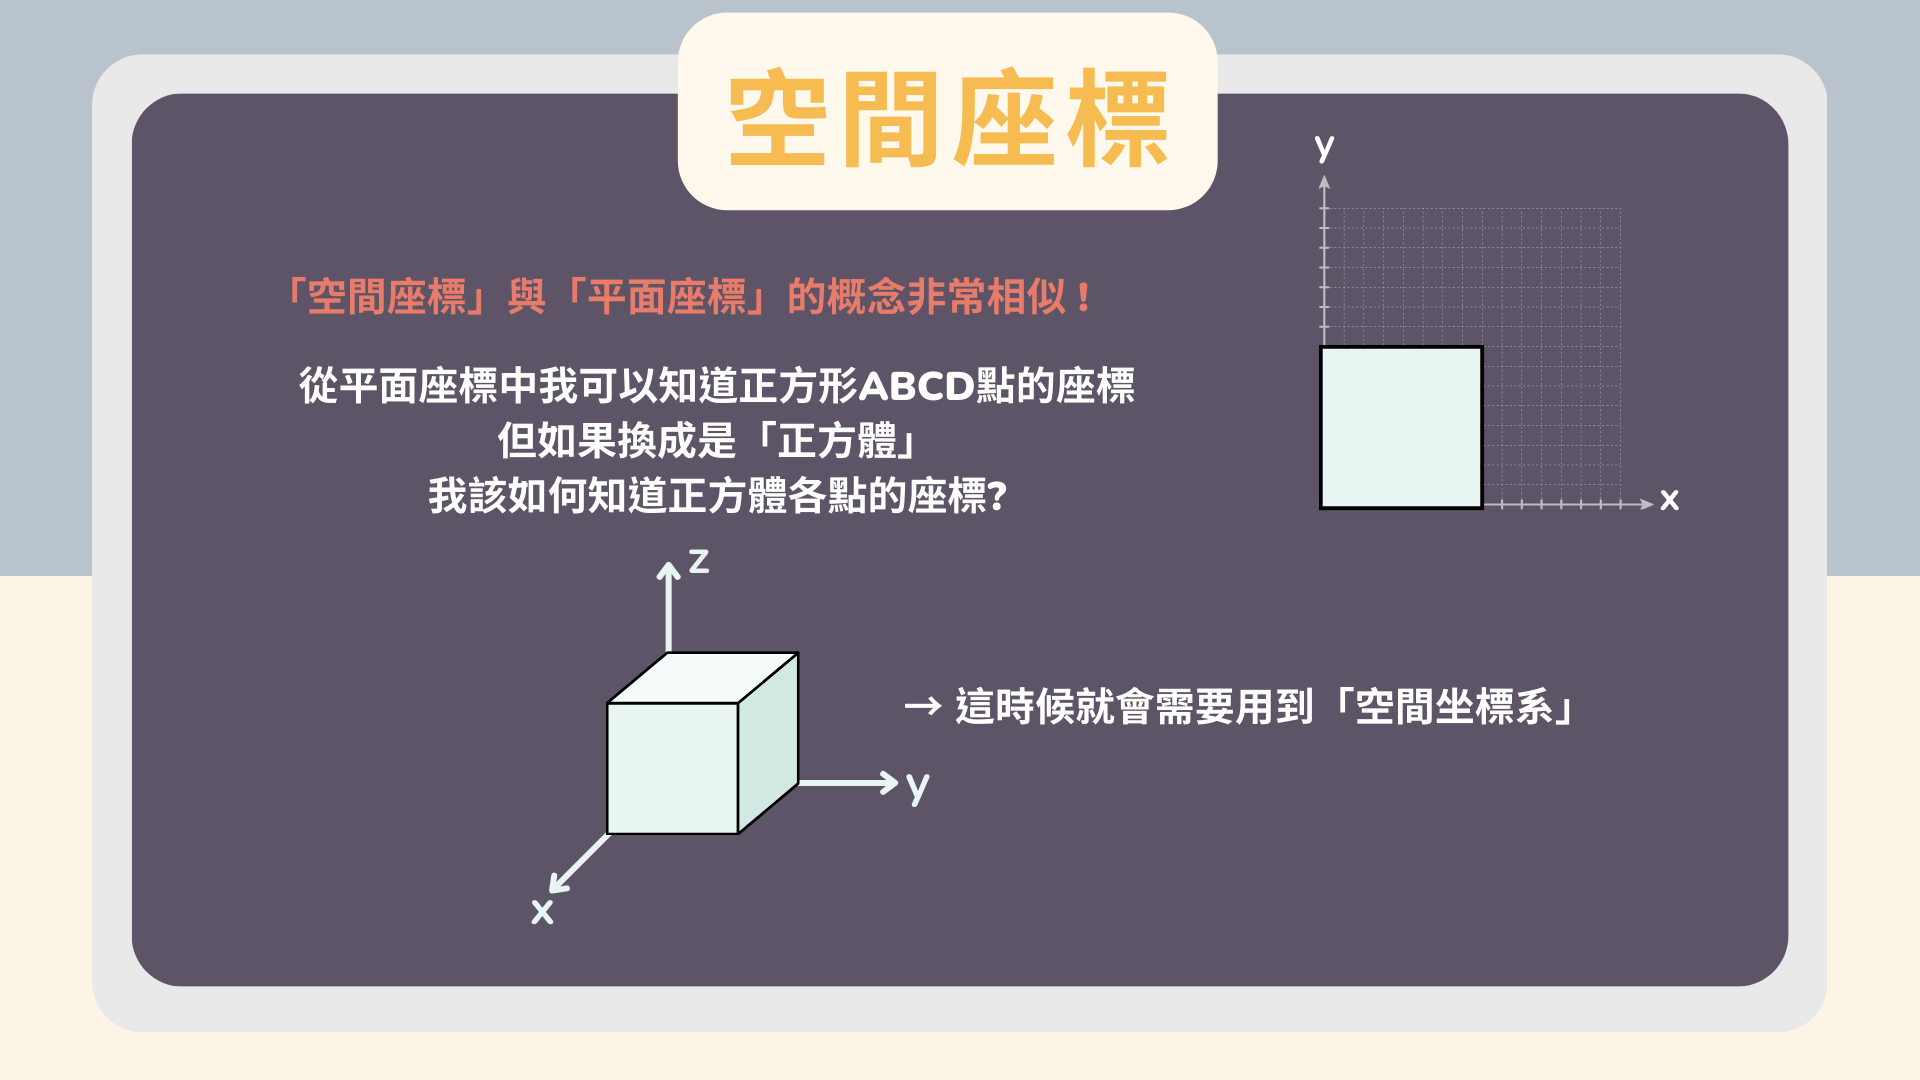 空間座標
「空間座標」與「平面座標」的概念非常相似！
從平面座標中我可以知道正方形ABCD點的座標
但如果換成是「正方體」
我該如何知道正方體各點的座標?
y
x
z
→ 這時候就會需要用到「空間坐標系」
y
x